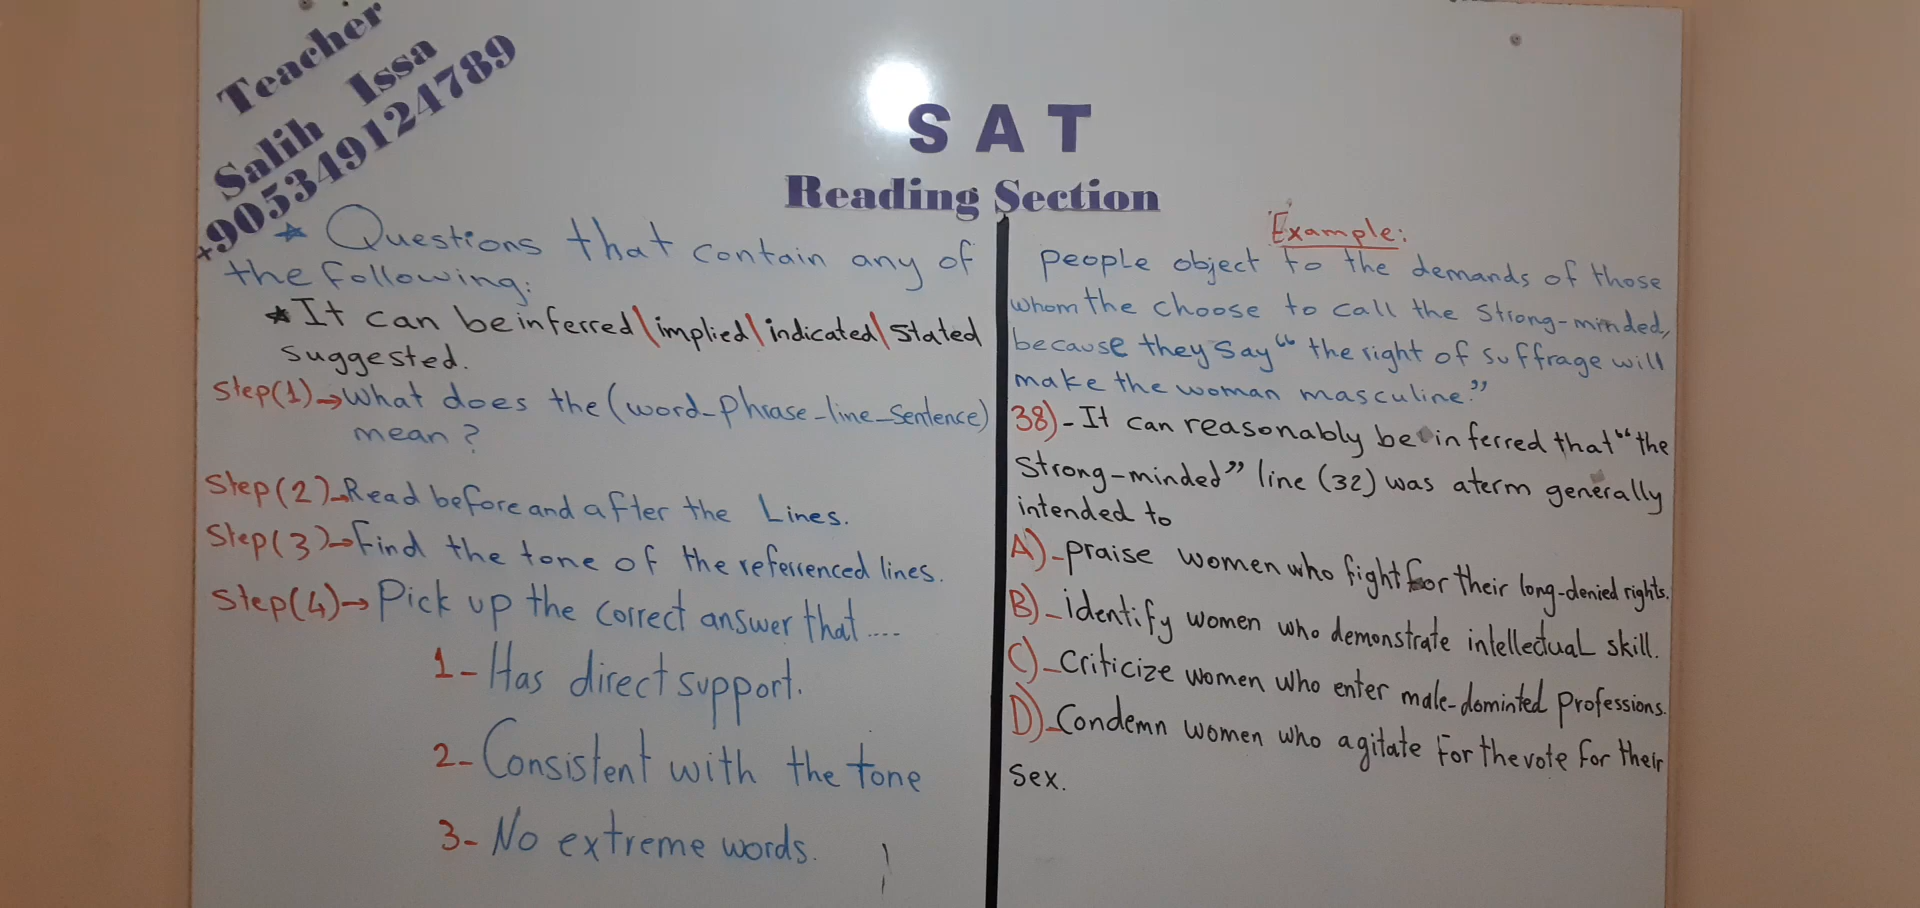 Teacher
Salih Issa
+905349124789
SAT
Reading Section
* Questions that contain any of
the following:
* It can be inferred\implied\indicated\stated
suggested.
Step(1)→What does the (word-phrase-line-Sentence)
mean?
Step(2)→Read before and after the Lines.
Step(3)→Find the tone of the referrenced lines.
Step(4)→Pick up the correct answer that....
1- Has direct support.
2- Consistent with the tone
3- No extreme words.
Example:
people object to the demands of those
whom the choose to call the Strong-minded,
because they say “the right of suffrage will
make the woman masculine.”
38)- It can reasonably be inferred that “the
Strong-minded” line (32) was a term generally
intended to
A)-praise women who fight for their long-denied rights.
B)-identify women who demonstrate intellectual skill.
C)-Criticize women who enter male-dominted professions.
D)-Condemn women who agitate for the vote for their
sex.